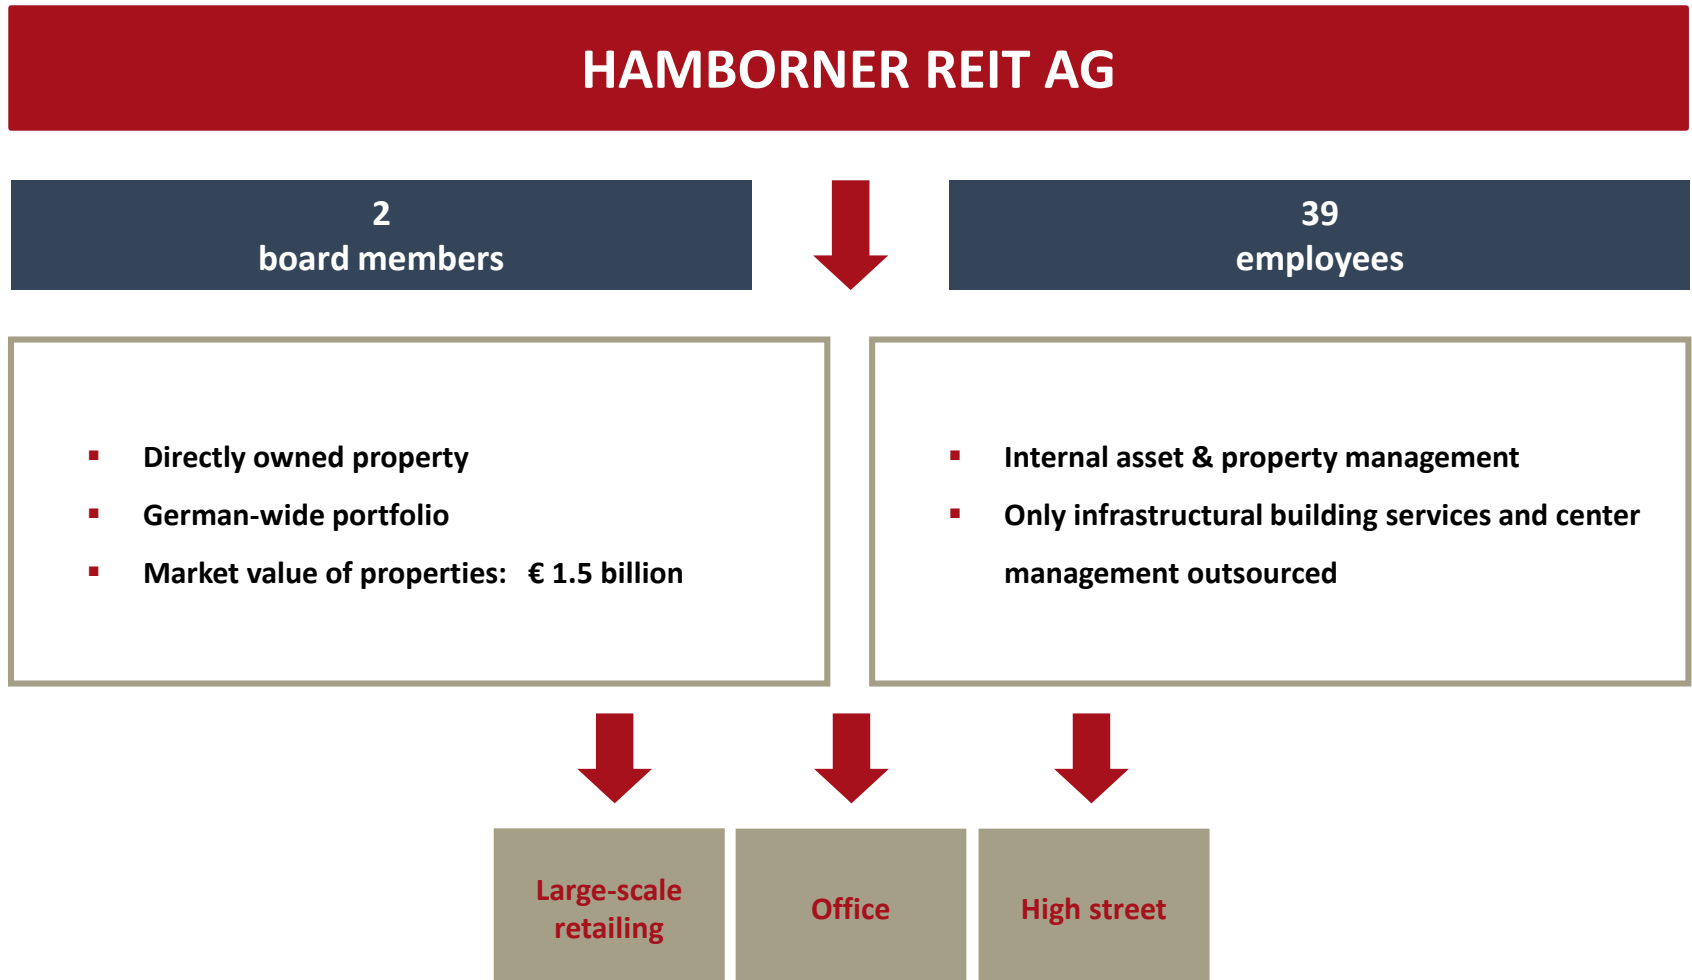 HAMBORNER REIT AG
2
board members
39
employees
▪ Directly owned property
▪ German-wide portfolio
▪ Market value of properties: € 1.5 billion
▪ Internal asset & property management
▪ Only infrastructural building services and center
management outsourced
Large-scale
retailing
Office
High street